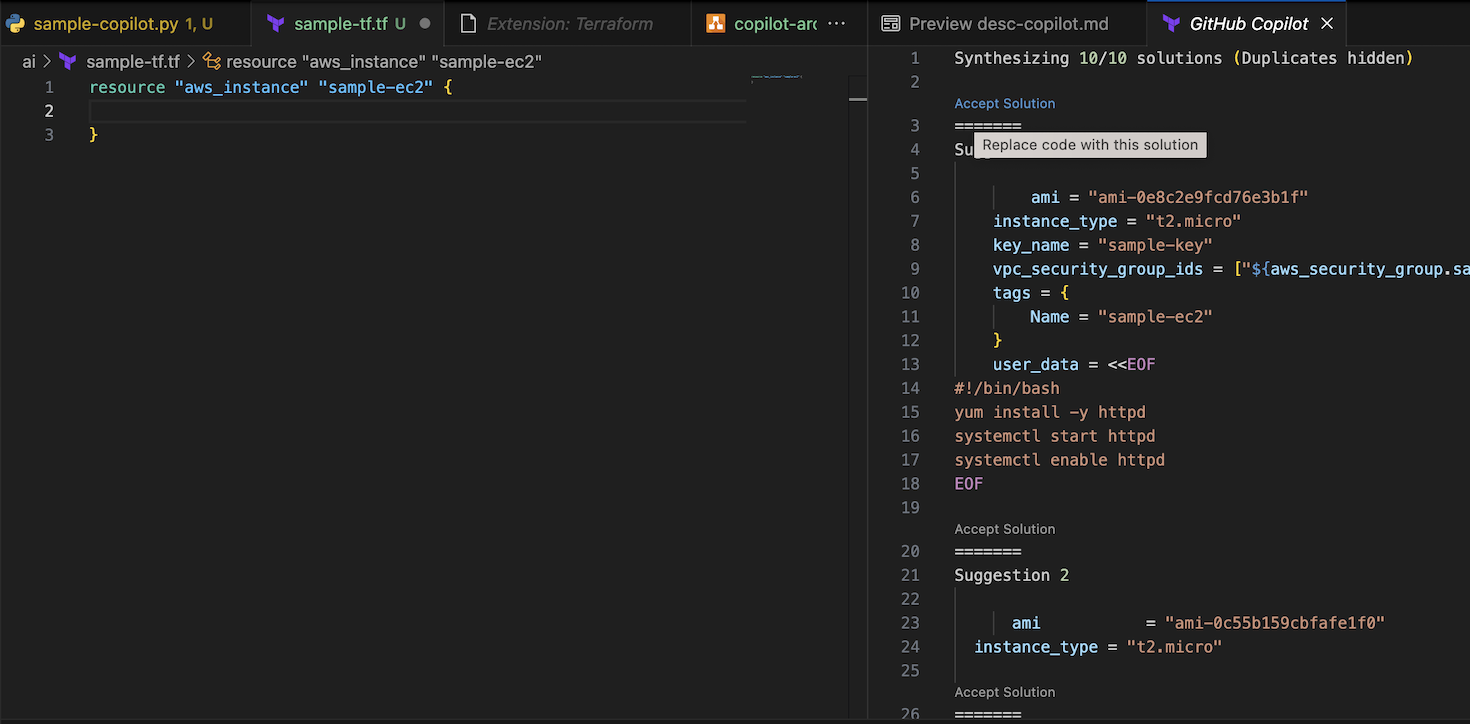 sample-copilot.py 1, U
sample-tf.tf U
Extension: Terraform
copilot-arc ···
ai > sample-tf.tf > resource "aws_instance" "sample-ec2"
1 resource "aws_instance" "sample-ec2" {
2
3 }
Preview desc-copilot.md
GitHub Copilot
1 Synthesizing 10/10 solutions (Duplicates hidden)
2
Accept Solution
3 =======
Replace code with this solution
4 Su
5
6 ami = "ami-0e8c2e9fcd76e3b1f"
7 instance_type = "t2.micro"
8 key_name = "sample-key"
9 vpc_security_group_ids = ["${aws_security_group.sa
10 tags = {
11 Name = "sample-ec2"
12 }
13 user_data = <<EOF
14 #!/bin/bash
15 yum install -y httpd
16 systemctl start httpd
17 systemctl enable httpd
18 EOF
19
Accept Solution
20 =======
21 Suggestion 2
22
23 ami = "ami-0c55b159cbfafe1f0"
24 instance_type = "t2.micro"
25
Accept Solution
26 =======